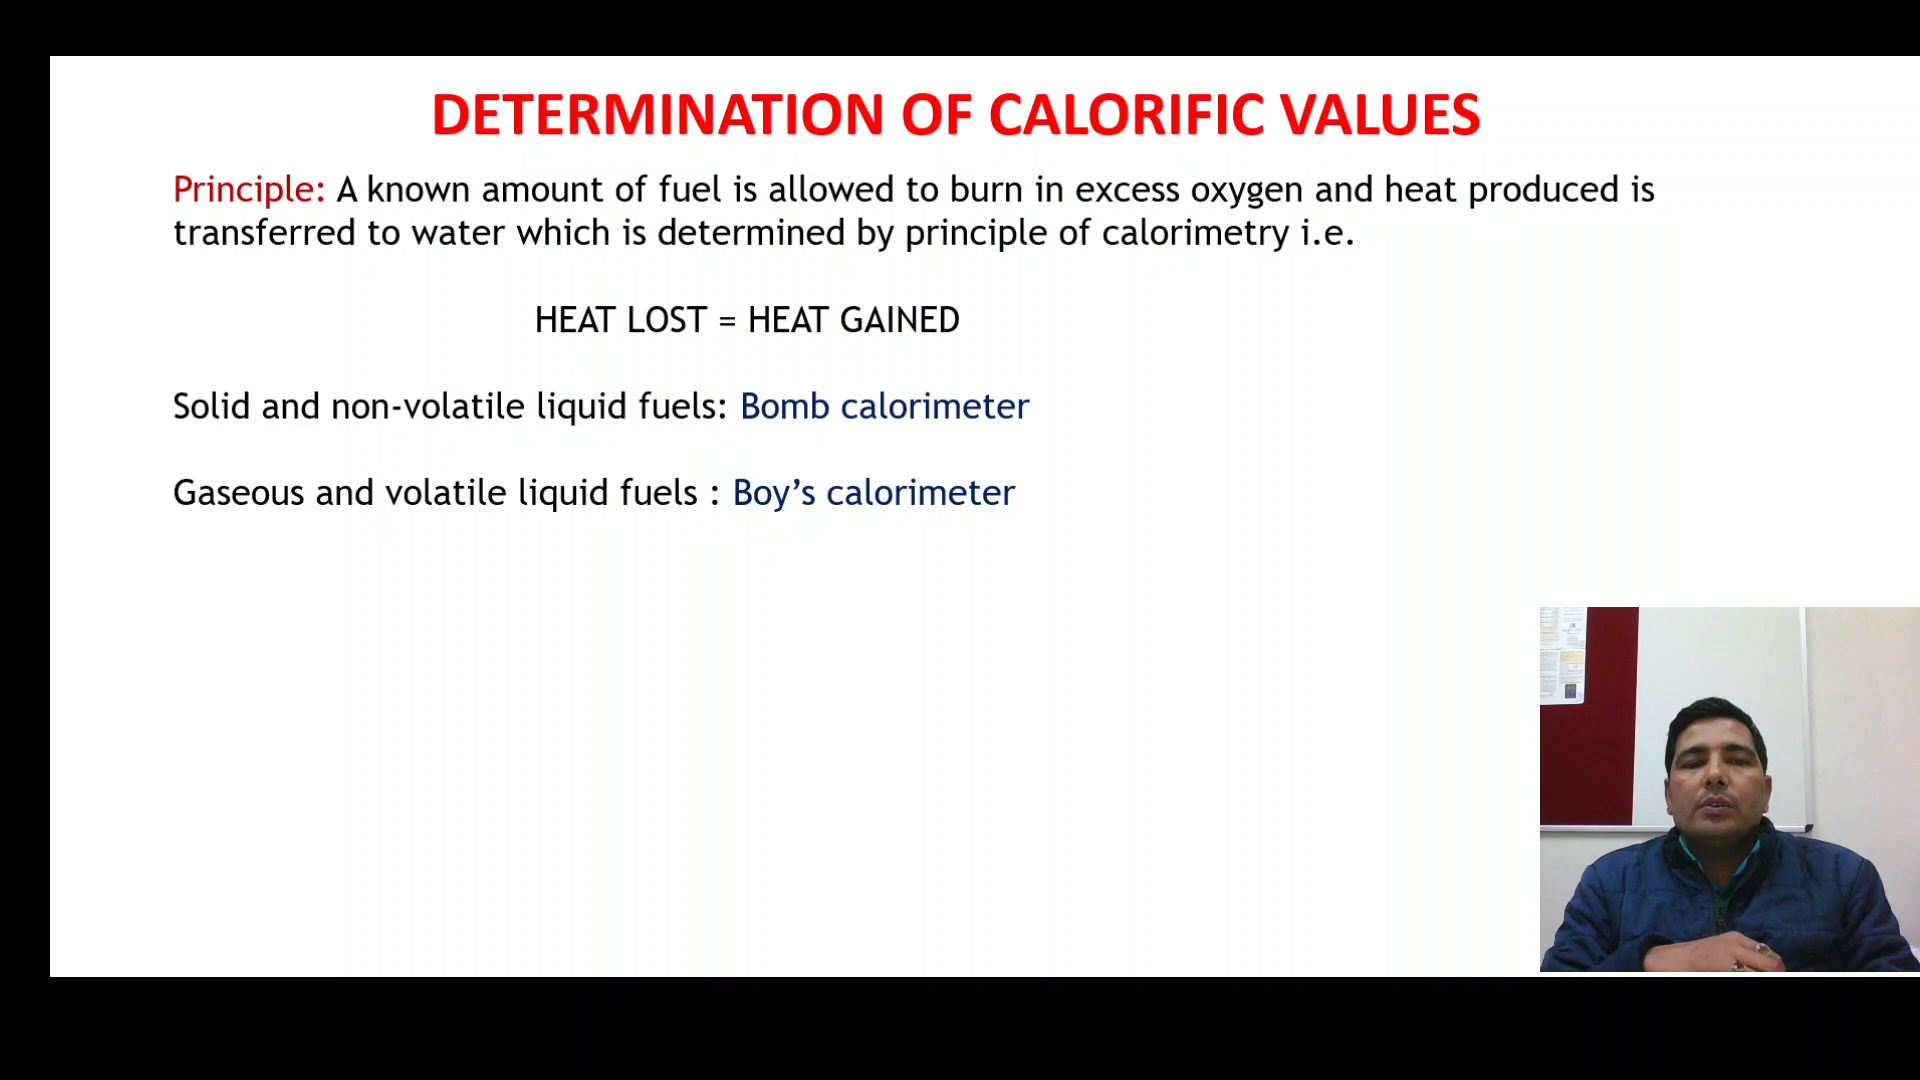 DETERMINATION OF CALORIFIC VALUES
Principle: A known amount of fuel is allowed to burn in excess oxygen and heat produced is
transferred to water which is determined by principle of calorimetry i.e.
HEAT LOST = HEAT GAINED
Solid and non-volatile liquid fuels: Bomb calorimeter
Gaseous and volatile liquid fuels : Boy’s calorimeter